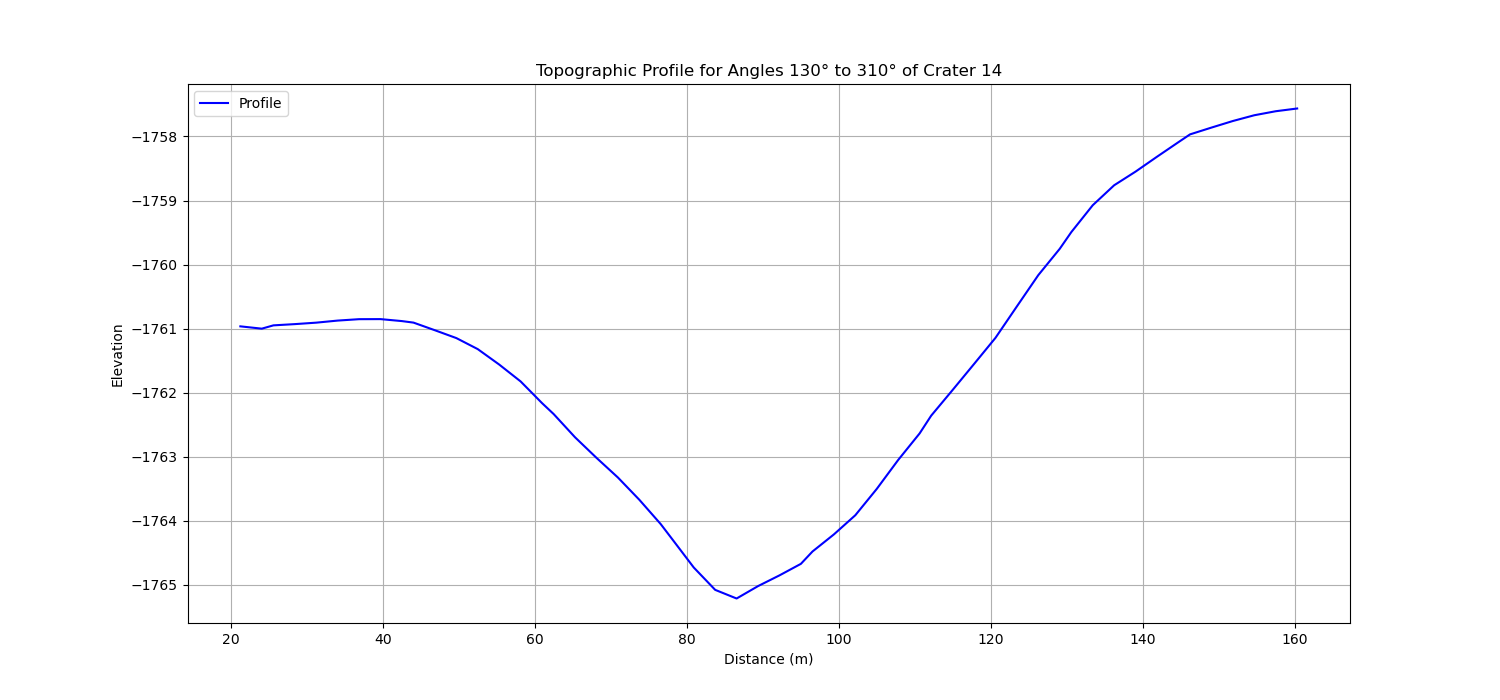 Topographic Profile for Angles 130° to 310° of Crater 14
Profile
−1758
−1759
−1760
−1761
−1762
−1763
−1764
−1765
Elevation
20 40 60 80 100 120 140 160
Distance (m)